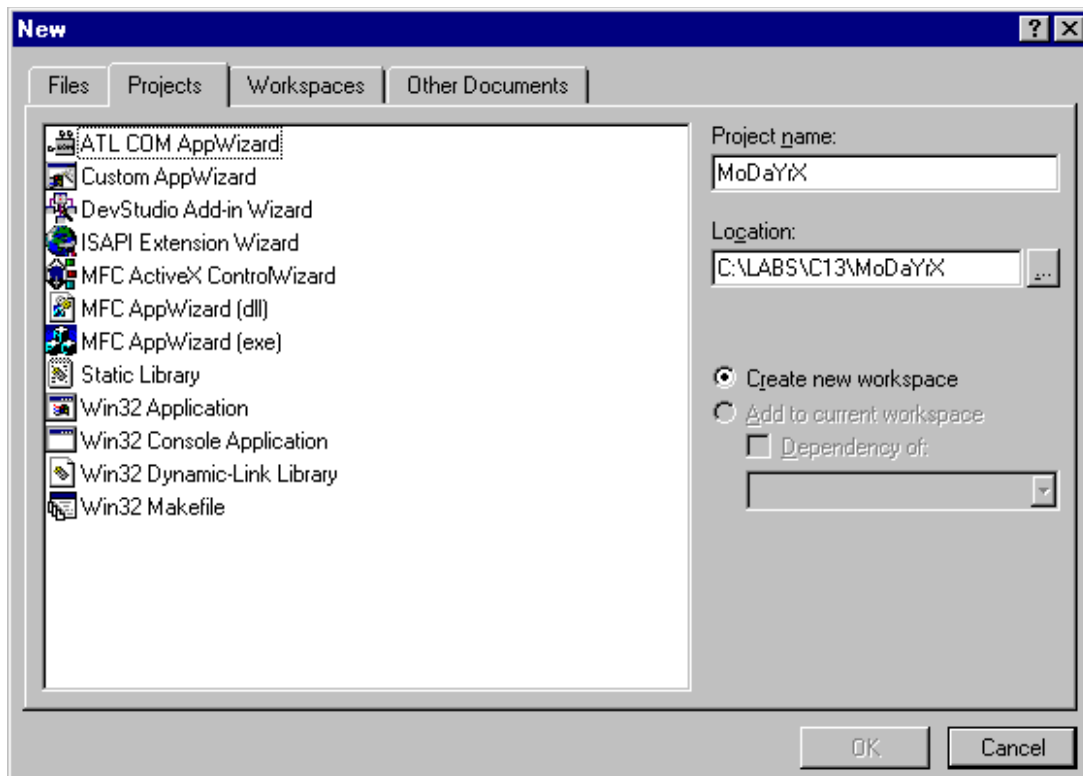 New
Files Projects Workspaces Other Documents
ATL COM AppWizard
Custom AppWizard
DevStudio Add-in Wizard
ISAPI Extension Wizard
MFC ActiveX ControlWizard
MFC AppWizard (dll)
MFC AppWizard (exe)
Static Library
Win32 Application
Win32 Console Application
Win32 Dynamic-Link Library
Win32 Makefile
Project name:
MoDaYrX
Location:
C:\LABS\C13\MoDaYrX
...
Create new workspace
Add to current workspace
Dependency of:
OK Cancel